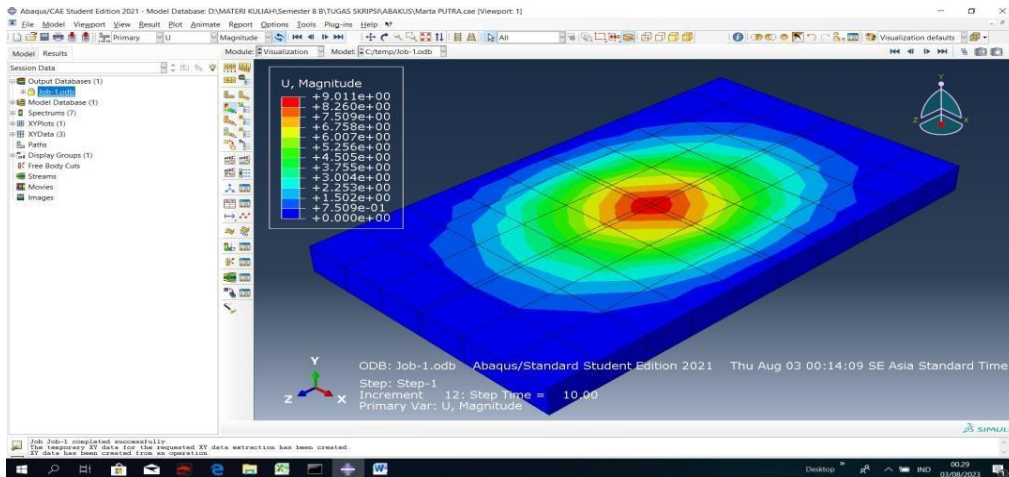 Abaqus/CAE Student Edition 2021 - Model Database: D:\MATERI KULIAH\Semester 8 B\TUGAS SKRIPSI\ABAKUS\Marta PUTRA.cae [Viewport: 1]
File Model Viewport View Result Plot Animate Report Options Tools Plug-ins Help
Primary U Magnitude All Visualization defaults
Model Results Module: Visualization Model: C:/temp/Job-1.odb
Session Data
Output Databases (1)
Job-1.odb
Model Database (1)
Spectrums (7)
XYPlots (1)
XYData (3)
Paths
Display Groups (1)
Free Body Cuts
Streams
Movies
Images
U, Magnitude
+9.011e+00
+8.260e+00
+7.509e+00
+6.758e+00
+6.007e+00
+5.256e+00
+4.505e+00
+3.755e+00
+3.004e+00
+2.253e+00
+1.502e+00
+7.509e-01
+0.000e+00
Y
Z X
Y
Z X
ODB: Job-1.odb Abaqus/Standard Student Edition 2021 Thu Aug 03 00:14:09 SE Asia Standard Time
Step: Step-1
Increment 12: Step Time = 10.00
Primary Var: U, Magnitude
SIMUL
Job Job-1 completed successfully
The temporary XY data for the requested XY data extraction has been created.
XY data has been created from an operation
Desktop IND 00.29
03/08/2023